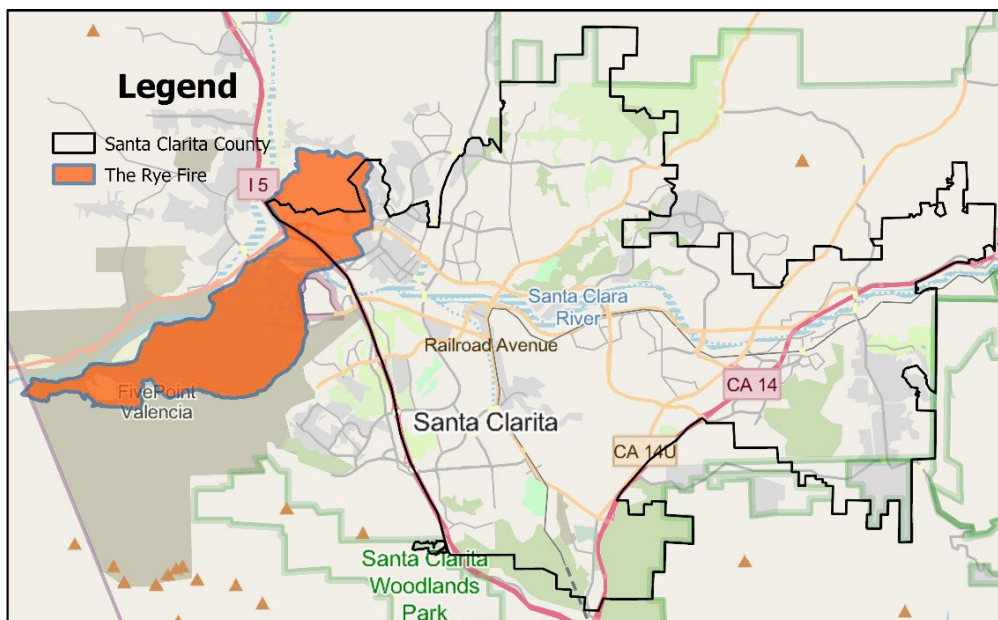 Legend
Santa Clarita County
The Rye Fire
I 5
Santa Clara
River
Railroad Avenue
CA 14
FivePoint
Valencia
Santa Clarita
CA 14U
Santa Clarita
Woodlands
Park